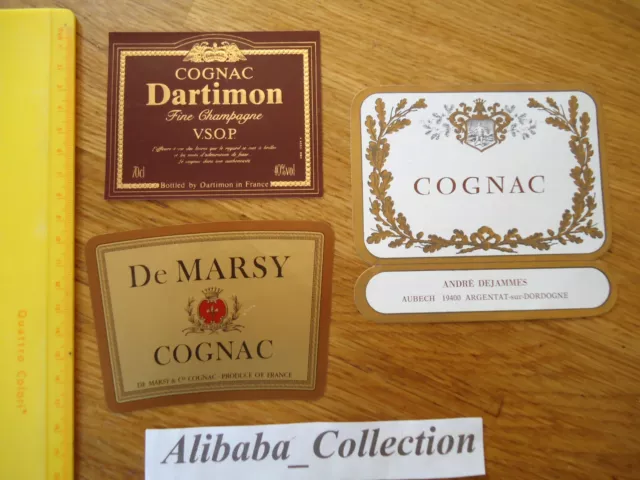 COGNAC
Dartimon
Fine Champagne
V.S.O.P
70cl
40%vol
Bottled by Dartimon in France
COGNAC
ANDRÉ DEJAMMES
AUBECH 19400 ARGENTAT-sur-DORDOGNE
De MARSY
COGNAC
DE MARSY & Co COGNAC - PRODUCE OF FRANCE
Quattro Colori
Alibaba_Collection